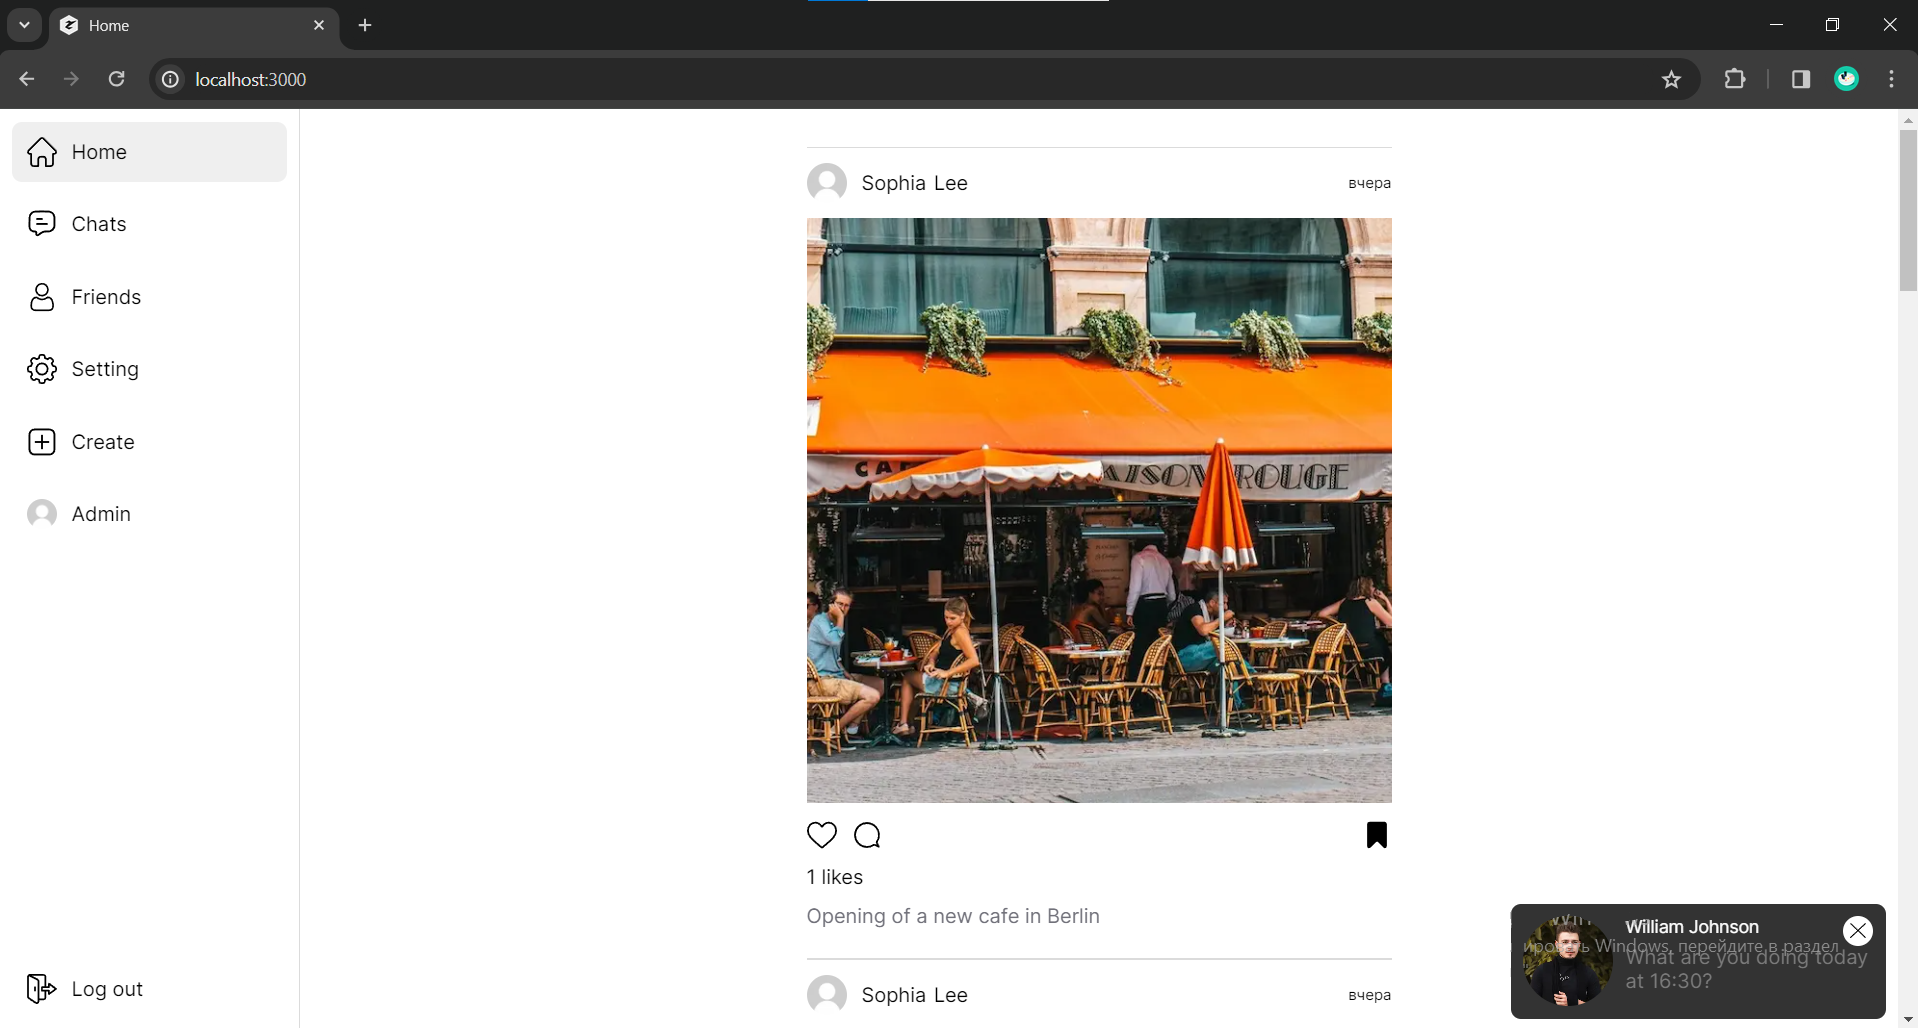 Home
localhost:3000
Home
Chats
Friends
Setting
Create
Admin
Log out
Sophia Lee
вчера
AISON ROUGE
1 likes
Opening of a new cafe in Berlin
Sophia Lee
вчера
William Johnson
Windows, перейдите в раздел
What are you doing today
at 16:30?